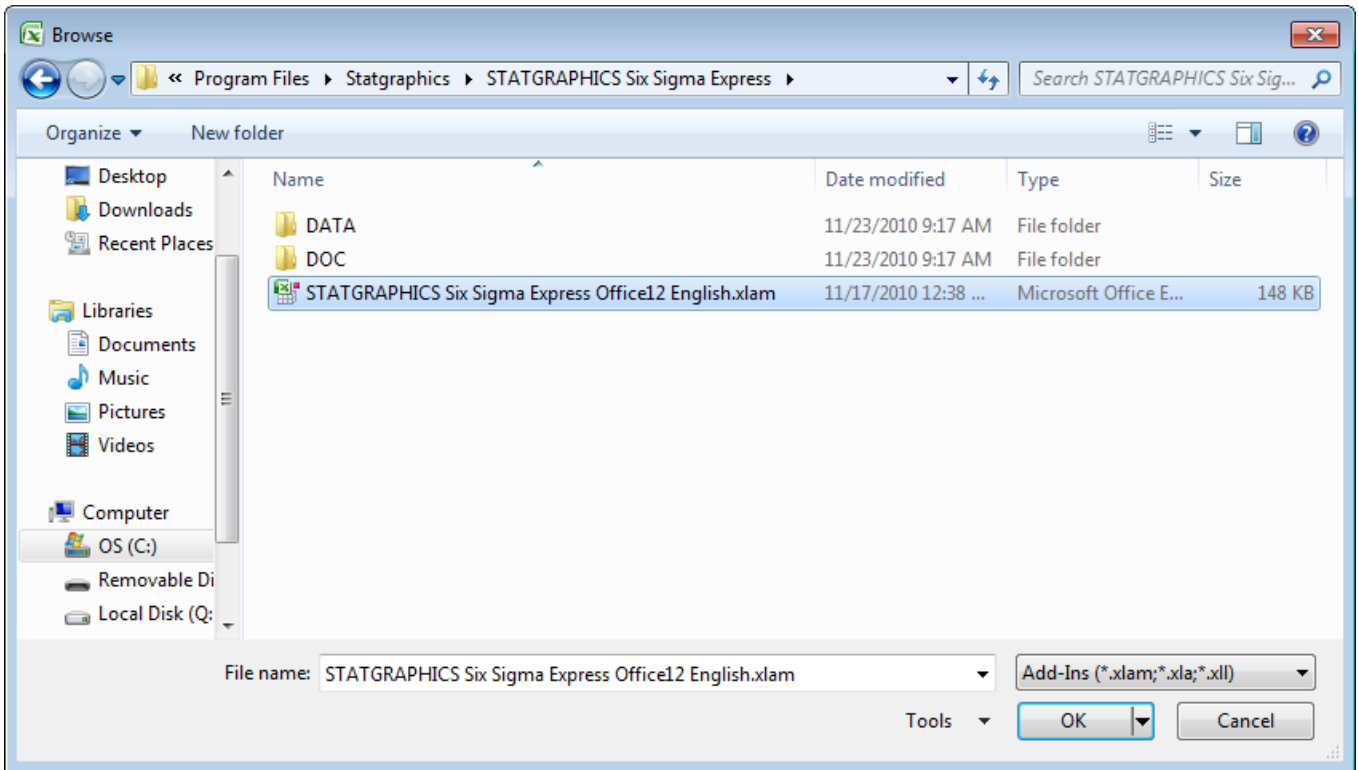 Browse
« Program Files ▸ Statgraphics ▸ STATGRAPHICS Six Sigma Express ▸
Search STATGRAPHICS Six Sig...
Organize
New folder
Desktop
Downloads
Recent Places
Libraries
Documents
Music
Pictures
Videos
Computer
OS (C:)
Removable Di
Local Disk (Q:
Name Date modified Type Size
DATA 11/23/2010 9:17 AM File folder
DOC 11/23/2010 9:17 AM File folder
STATGRAPHICS Six Sigma Express Office12 English.xlam 11/17/2010 12:38 ... Microsoft Office E... 148 KB
File name: STATGRAPHICS Six Sigma Express Office12 English.xlam
Add-Ins (*.xlam;*.xla;*.xll)
Tools
OK
Cancel